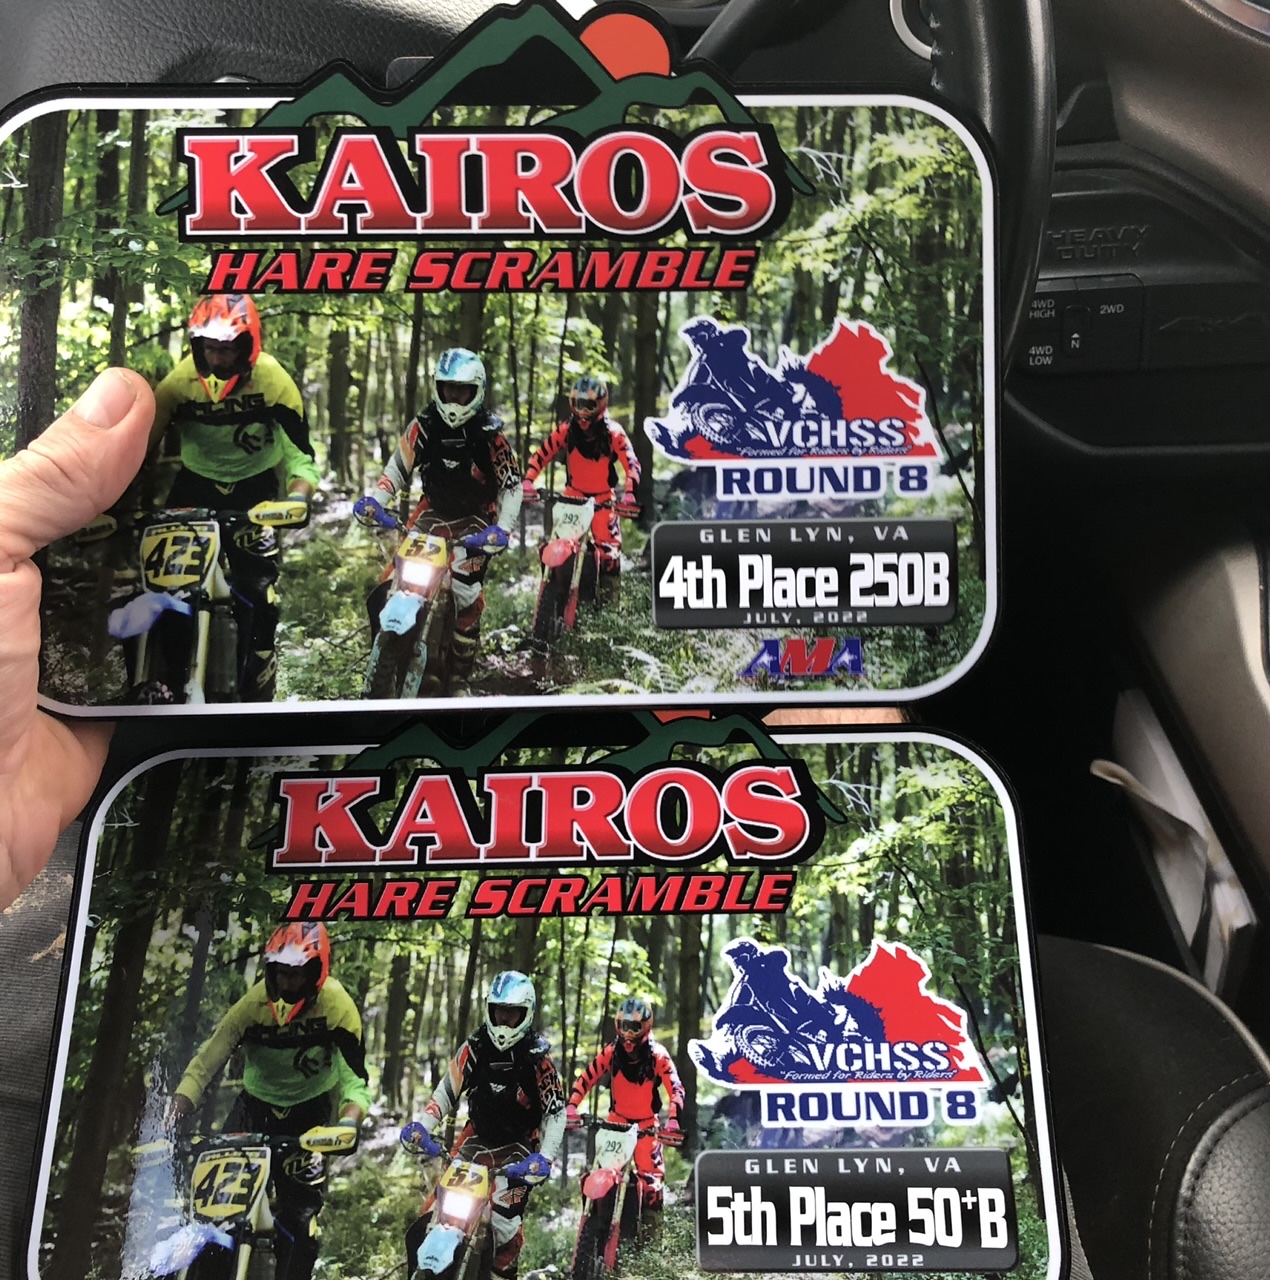 KAIROS
HARE SCRAMBLE
VCHSS
"Formed for Riders by Riders"
ROUND 8
GLEN LYN, VA
4th Place 250B
JULY, 2022
AMA
423
52
292
HEAVY
DUTY
4WD
HIGH
2WD
N
4WD
LOW
KAIROS
HARE SCRAMBLE
VCHSS
"Formed for Riders by Riders"
ROUND 8
GLEN LYN, VA
5th Place 50+B
JULY, 2022
423
52
292